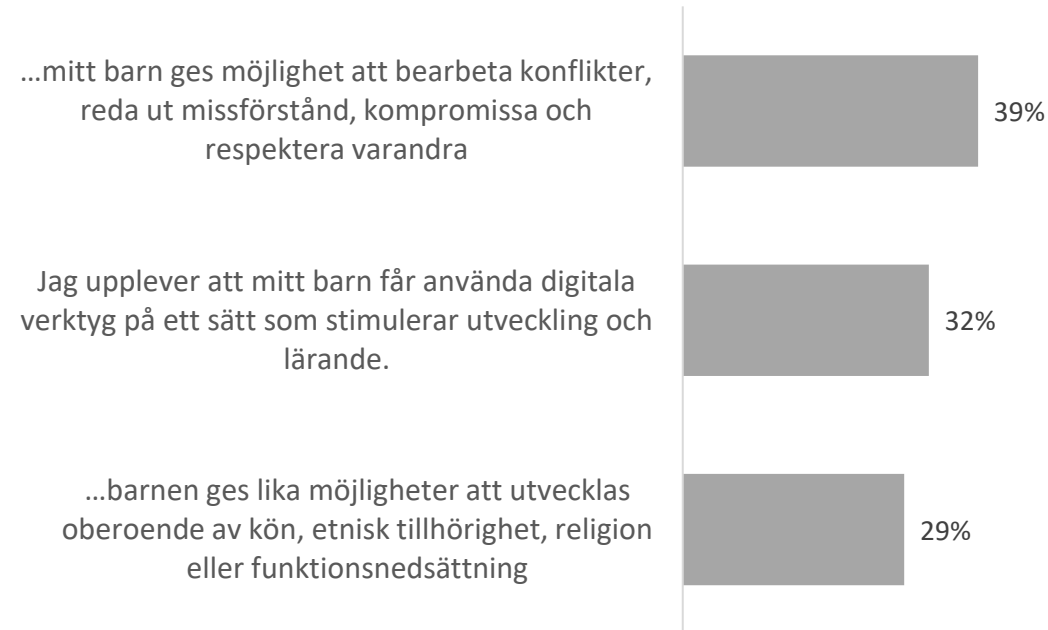 ...mitt barn ges möjlighet att bearbeta konflikter,
reda ut missförstånd, kompromissa och
respektera varandra
39%
Jag upplever att mitt barn får använda digitala
verktyg på ett sätt som stimulerar utveckling och
lärande.
32%
...barnen ges lika möjligheter att utvecklas
oberoende av kön, etnisk tillhörighet, religion
eller funktionsnedsättning
29%